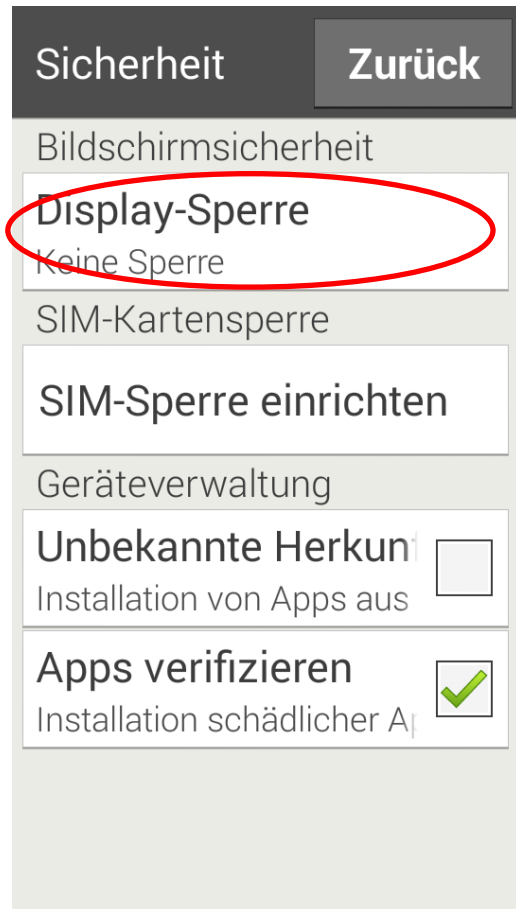 Sicherheit Zurück
Bildschirmsicherheit
Display-Sperre
Keine Sperre
SIM-Kartensperre
SIM-Sperre einrichten
Geräteverwaltung
Unbekannte Herkun
Installation von Apps aus
Apps verifizieren
Installation schädlicher